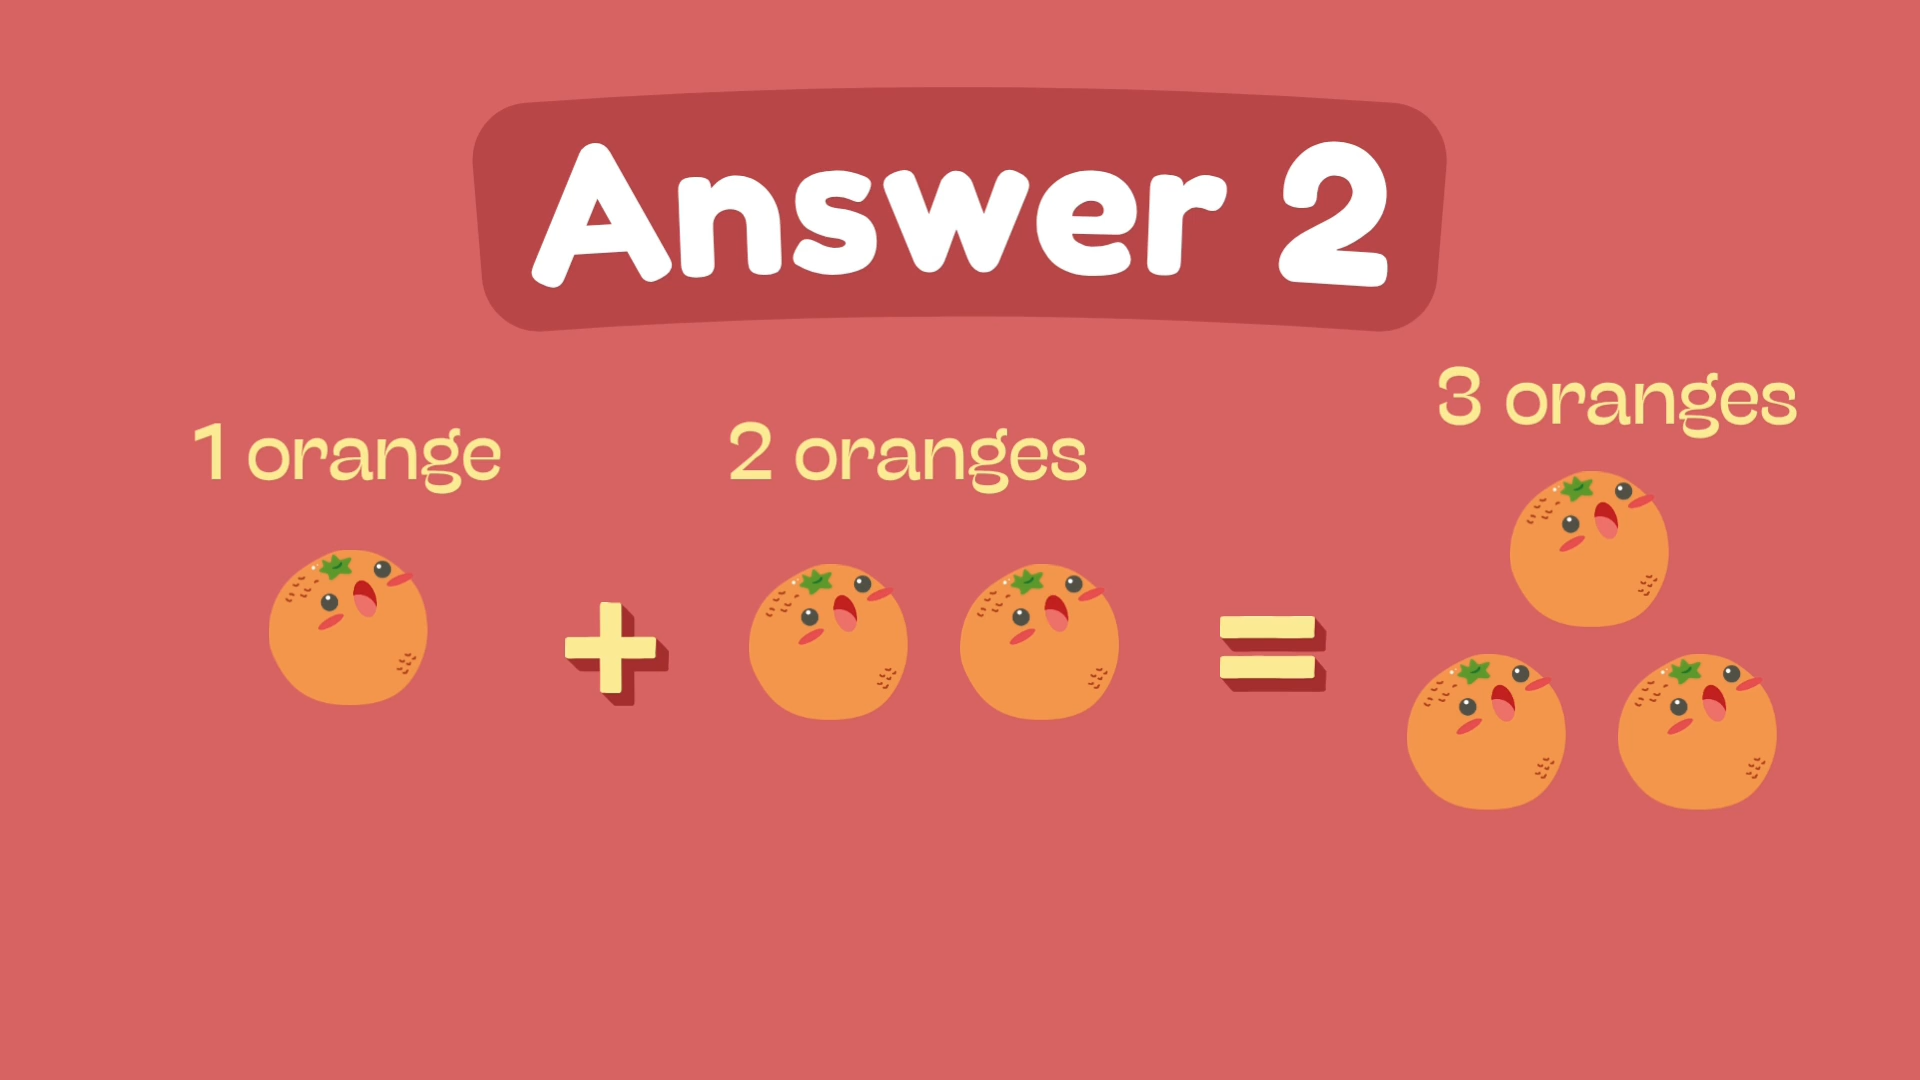 Answer 2
1 orange
2 oranges
3 oranges
+
=